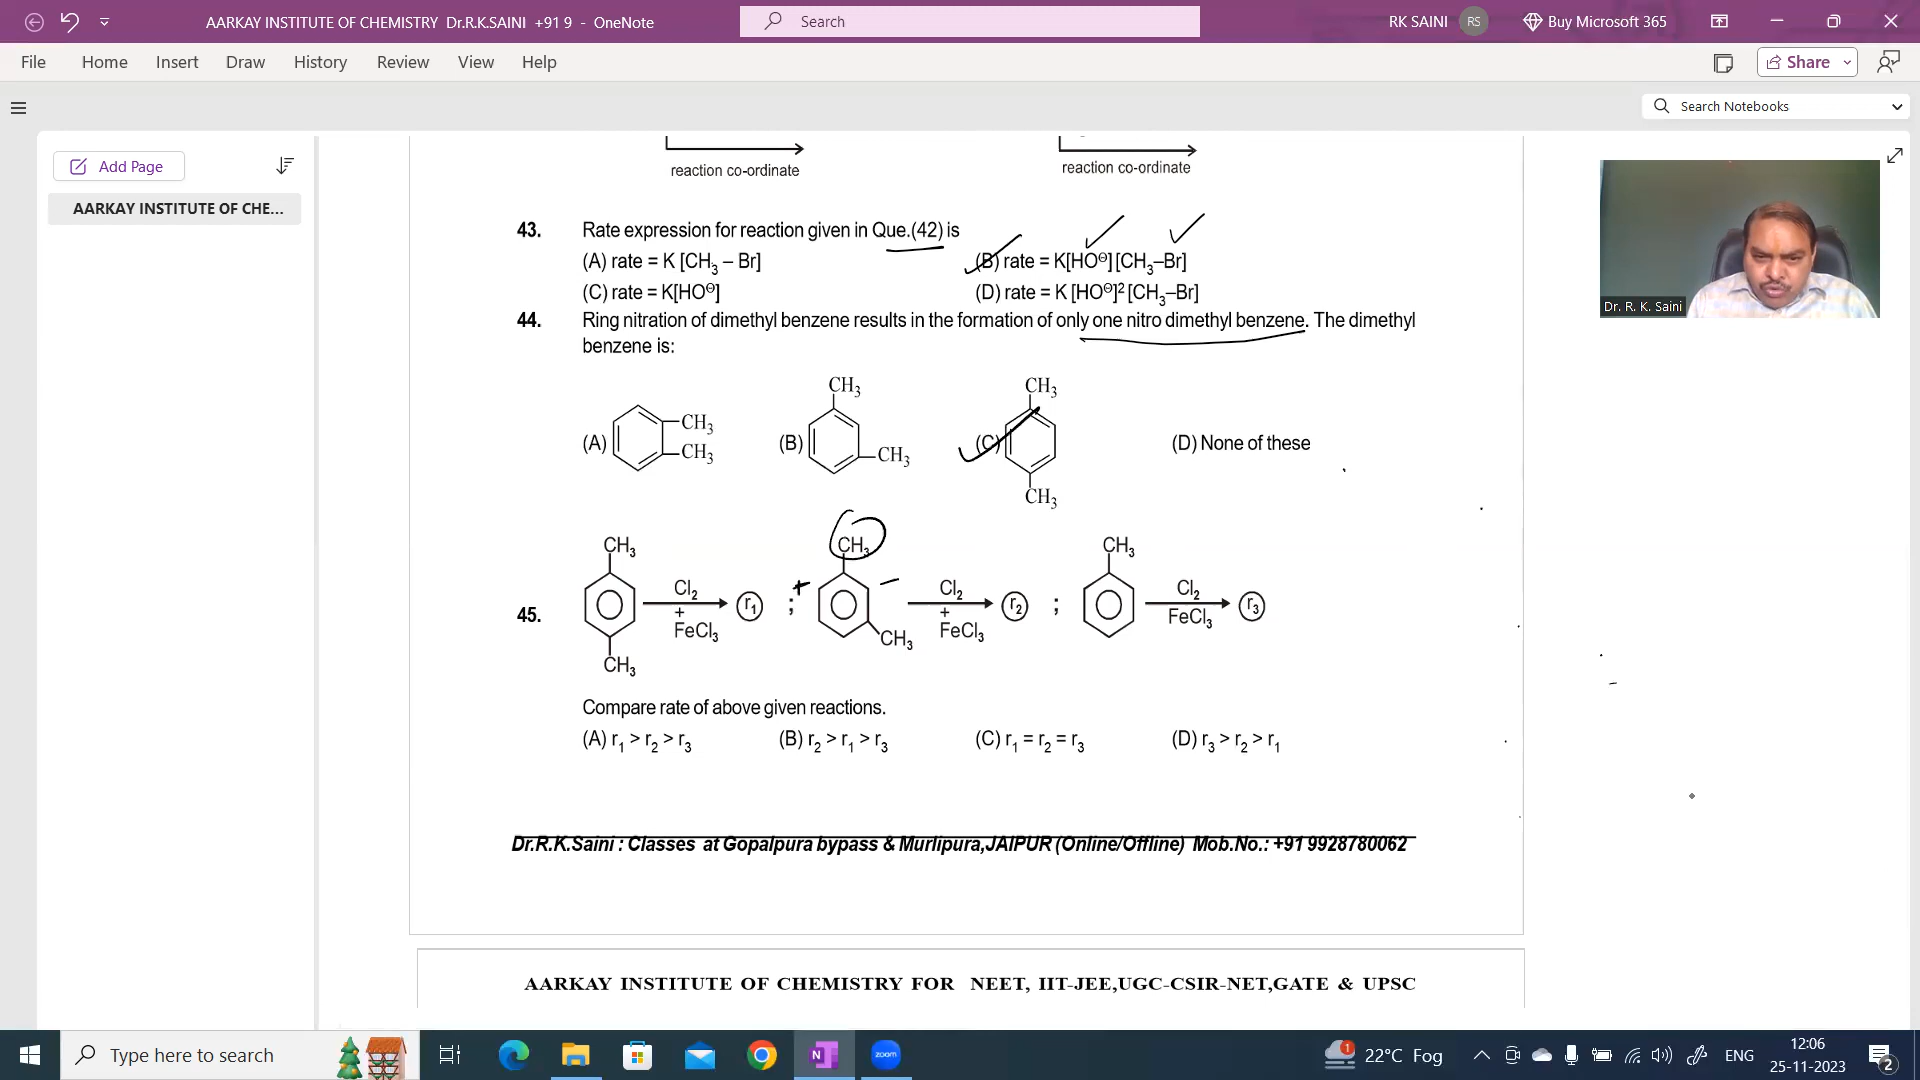 AARKAY INSTITUTE OF CHEMISTRY Dr.R.K.SAINI +91 9 - OneNote
Search
RK SAINI
RS
Buy Microsoft 365
File Home Insert Draw History Review View Help
Share
Search Notebooks
Add Page
AARKAY INSTITUTE OF CHE...
reaction co-ordinate
reaction co-ordinate
43. Rate expression for reaction given in Que.(42) is
(A) rate = K [CH₃ – Br] (B) rate = K[HO⊖] [CH₃–Br]
(C) rate = K[HO⊖] (D) rate = K [HO⊖]² [CH₃–Br]
44. Ring nitration of dimethyl benzene results in the formation of only one nitro dimethyl benzene. The dimethyl
benzene is:
(A) CH₃ CH₃ (B) CH₃ CH₃ (C) CH₃ CH₃ (D) None of these
45. CH₃ CH₃ Cl₂ + FeCl₃ r₁ ; CH₃ CH₃ Cl₂ + FeCl₃ r₂ ; CH₃ Cl₂ FeCl₃ r₃
Compare rate of above given reactions.
(A) r₁ > r₂ > r₃ (B) r₂ > r₁ > r₃ (C) r₁ = r₂ = r₃ (D) r₃ > r₂ > r₁
Dr.R.K.Saini : Classes at Gopalpura bypass & Murlipura,JAIPUR (Online/Offline) Mob.No.: +91 9928780062
AARKAY INSTITUTE OF CHEMISTRY FOR NEET, IIT-JEE,UGC-CSIR-NET,GATE & UPSC
Dr. R. K. Saini
Type here to search
zoom
1
22°C Fog
ENG
12:06
25-11-2023
2